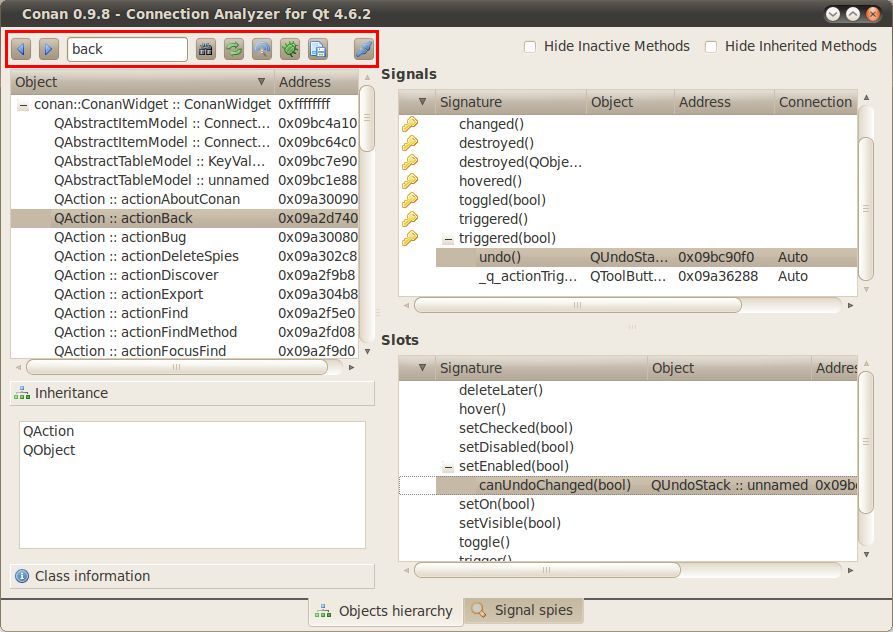 Conan 0.9.8 - Connection Analyzer for Qt 4.6.2
back
Hide Inactive Methods Hide Inherited Methods
Object Address
conan::ConanWidget :: ConanWidget 0xffffffff
QAbstractItemModel :: Connect... 0x09bc4a10
QAbstractItemModel :: Connect... 0x09bc64c0
QAbstractTableModel :: KeyVal... 0x09bc7e90
QAbstractTableModel :: unnamed 0x09bc1e88
QAction :: actionAboutConan 0x09a30090
QAction :: actionBack 0x09a2d740
QAction :: actionBug 0x09a30080
QAction :: actionDeleteSpies 0x09a302c8
QAction :: actionDiscover 0x09a2f9b8
QAction :: actionExport 0x09a304b8
QAction :: actionFind 0x09a2f5e0
QAction :: actionFindMethod 0x09a2fd08
QAction :: actionFocusFind 0x09a2f9d0
Inheritance
QAction
QObject
Class information
Signals
Signature Object Address Connection
changed()
destroyed()
destroyed(QObje...
hovered()
toggled(bool)
triggered()
triggered(bool)
undo() QUndoSta... 0x09bc90f0 Auto
_q_actionTrig... QToolButt... 0x09a36288 Auto
Slots
Signature Object Addres
deleteLater()
hover()
setChecked(bool)
setDisabled(bool)
setEnabled(bool)
canUndoChanged(bool) QUndoStack :: unnamed 0x09b
setOn(bool)
setVisible(bool)
toggle()
trigger()
Objects hierarchy Signal spies